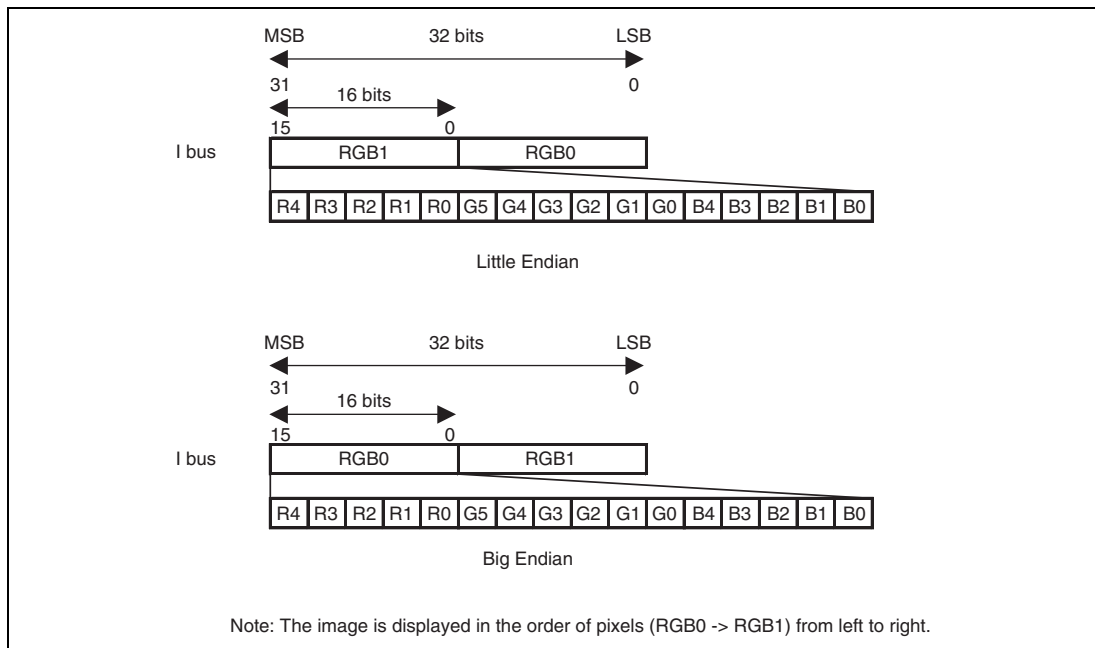 MSB 32 bits LSB
31 0
16 bits
15 0
I bus RGB1 RGB0
R4 R3 R2 R1 R0 G5 G4 G3 G2 G1 G0 B4 B3 B2 B1 B0
Little Endian
MSB 32 bits LSB
31 0
16 bits
15 0
I bus RGB0 RGB1
R4 R3 R2 R1 R0 G5 G4 G3 G2 G1 G0 B4 B3 B2 B1 B0
Big Endian
Note: The image is displayed in the order of pixels (RGB0 -> RGB1) from left to right.